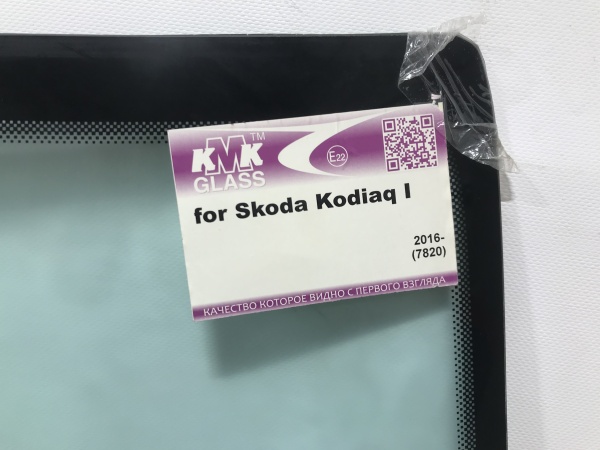 KMK™
GLASS
E22
for Skoda Kodiaq I
2016-
(7820)
КАЧЕСТВО КОТОРОЕ ВИДНО С ПЕРВОГО ВЗГЛЯДА